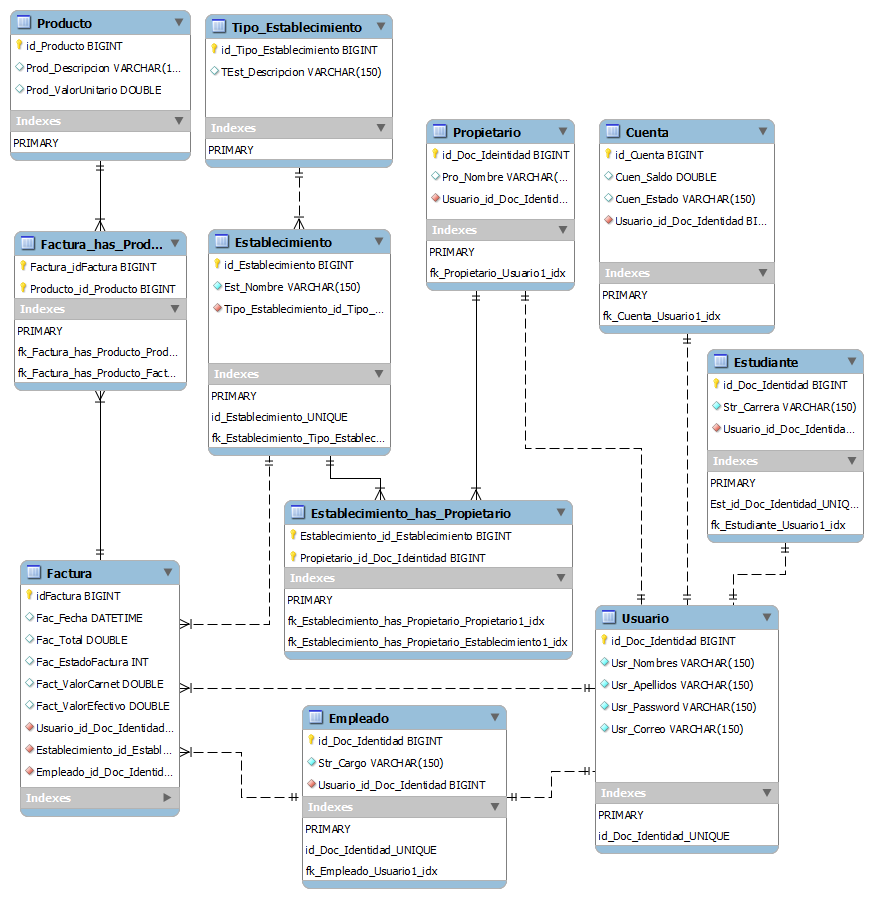 Producto
id_Producto BIGINT
Prod_Descripcion VARCHAR(1...
Prod_ValorUnitario DOUBLE
Indexes
PRIMARY
Tipo_Establecimiento
id_Tipo_Establecimiento BIGINT
TEst_Descripcion VARCHAR(150)
Indexes
PRIMARY
Propietario
id_Doc_Ideintidad BIGINT
Pro_Nombre VARCHAR(...
Usuario_id_Doc_Identid...
Indexes
PRIMARY
fk_Propietario_Usuario1_idx
Cuenta
id_Cuenta BIGINT
Cuen_Saldo DOUBLE
Cuen_Estado VARCHAR(150)
Usuario_id_Doc_Identidad BI...
Indexes
PRIMARY
fk_Cuenta_Usuario1_idx
Factura_has_Prod...
Factura_idFactura BIGINT
Producto_id_Producto BIGINT
Indexes
PRIMARY
fk_Factura_has_Producto_Prod...
fk_Factura_has_Producto_Fact...
Establecimiento
id_Establecimiento BIGINT
Est_Nombre VARCHAR(150)
Tipo_Establecimiento_id_Tipo_...
Indexes
PRIMARY
id_Establecimiento_UNIQUE
fk_Establecimiento_Tipo_Establec...
Estudiante
id_Doc_Identidad BIGINT
Str_Carrera VARCHAR(150)
Usuario_id_Doc_Identida...
Indexes
PRIMARY
Est_id_Doc_Identidad_UNIQ...
fk_Estudiante_Usuario1_idx
Establecimiento_has_Propietario
Establecimiento_id_Establecimiento BIGINT
Propietario_id_Doc_Ideintidad BIGINT
Indexes
PRIMARY
fk_Establecimiento_has_Propietario_Propietario1_idx
fk_Establecimiento_has_Propietario_Establecimiento1_idx
Factura
idFactura BIGINT
Fac_Fecha DATETIME
Fac_Total DOUBLE
Fac_EstadoFactura INT
Fact_ValorCarnet DOUBLE
Fact_ValorEfectivo DOUBLE
Usuario_id_Doc_Identidad...
Establecimiento_id_Establ...
Empleado_id_Doc_Identid...
Indexes
Usuario
id_Doc_Identidad BIGINT
Usr_Nombres VARCHAR(150)
Usr_Apellidos VARCHAR(150)
Usr_Password VARCHAR(150)
Usr_Correo VARCHAR(150)
Indexes
PRIMARY
id_Doc_Identidad_UNIQUE
Empleado
id_Doc_Identidad BIGINT
Str_Cargo VARCHAR(150)
Usuario_id_Doc_Identidad BIGINT
Indexes
PRIMARY
id_Doc_Identidad_UNIQUE
fk_Empleado_Usuario1_idx